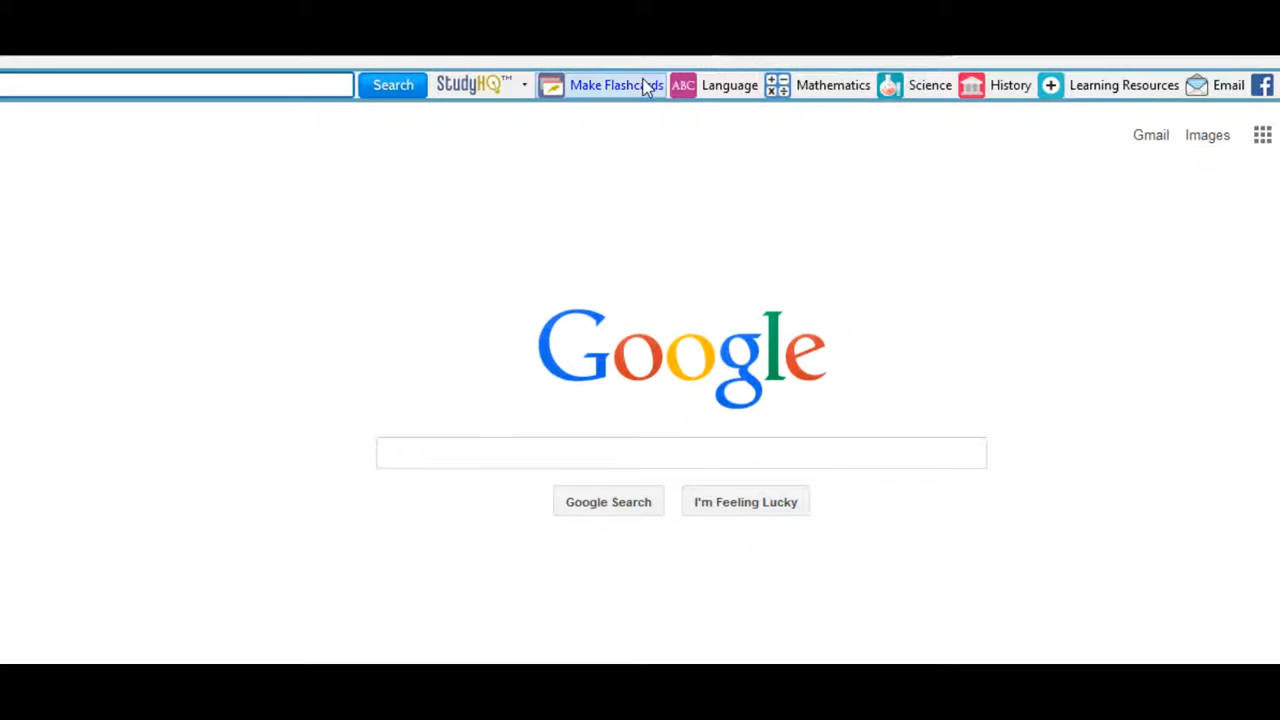 Search StudyHQ™ Make Flashcards ABC Language Mathematics Science History Learning Resources Email
Gmail Images
Google
Google Search I'm Feeling Lucky